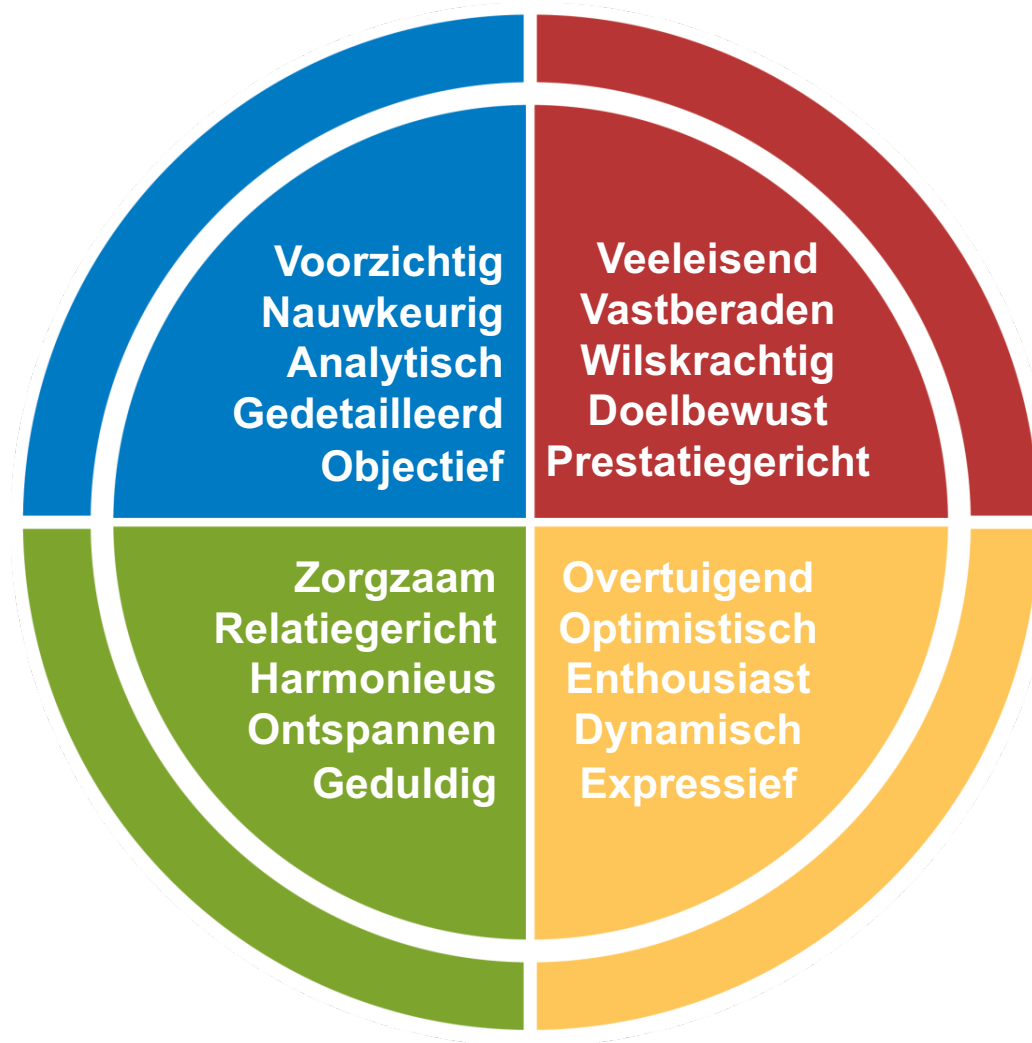 Voorzichtig
Nauwkeurig
Analytisch
Gedetailleerd
Objectief
Veeleisend
Vastberaden
Wilskrachtig
Doelbewust
Prestatiegericht
Zorgzaam
Relatiegericht
Harmonieus
Ontspannen
Geduldig
Overtuigend
Optimistisch
Enthousiast
Dynamisch
Expressief